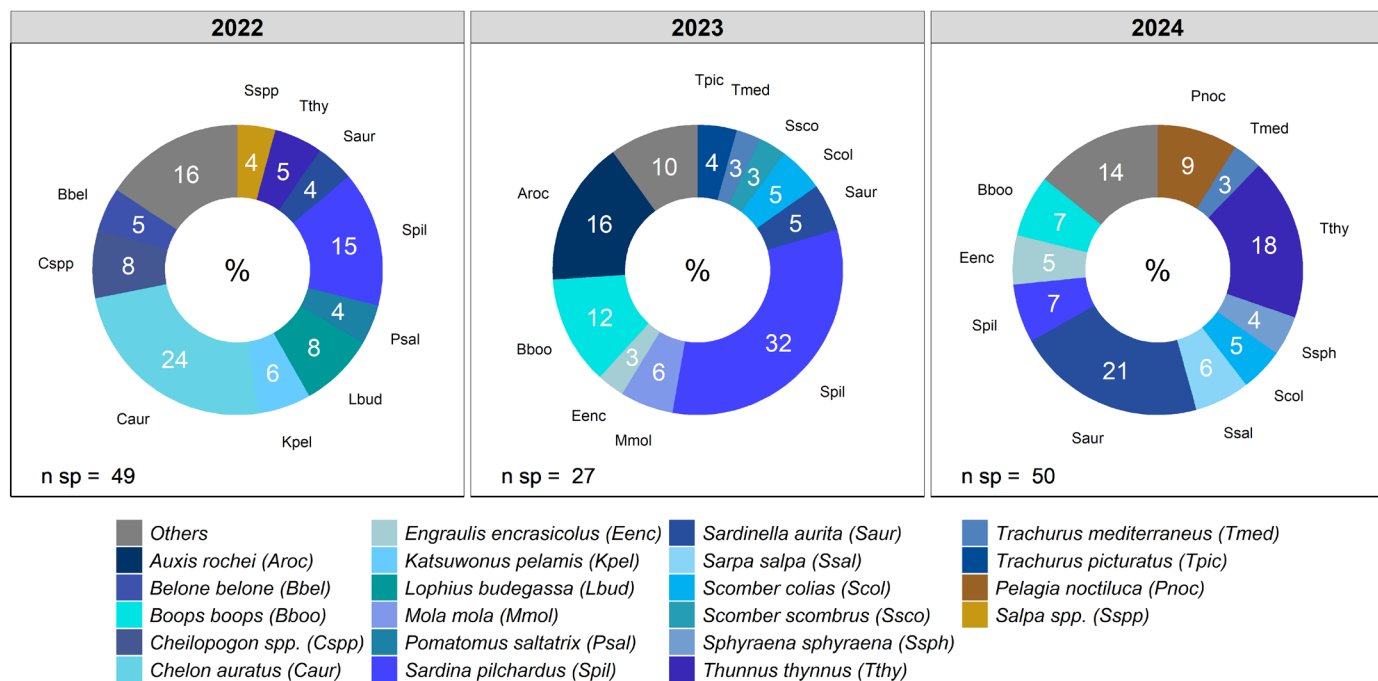 2022
2023
2024
Sspp
Tthy
Saur
Spil
Psal
Lbud
Kpel
Caur
Cspp
Bbel
4
5
4
15
4
8
6
24
8
5
16
%
n sp = 49
Tpic
Tmed
Ssco
Scol
Saur
Spil
Mmol
Eenc
Bboo
Aroc
4
3
3
5
5
32
6
3
12
16
10
%
n sp = 27
Pnoc
Tmed
Tthy
Ssph
Scol
Ssal
Saur
Spil
Eenc
Bboo
9
3
18
4
5
6
21
7
5
7
14
%
n sp = 50
Others
Auxis rochei (Aroc)
Belone belone (Bbel)
Boops boops (Bboo)
Cheilopogon spp. (Cspp)
Chelon auratus (Caur)
Engraulis encrasicolus (Eenc)
Katsuwonus pelamis (Kpel)
Lophius budegassa (Lbud)
Mola mola (Mmol)
Pomatomus saltatrix (Psal)
Sardina pilchardus (Spil)
Sardinella aurita (Saur)
Sarpa salpa (Ssal)
Scomber colias (Scol)
Scomber sombrus (Ssco)
Sphyraena sphyraena (Ssph)
Thunnus thynnus (Tthy)
Trachurus mediterraneus (Tmed)
Trachurus picturatus (Tpic)
Pelagia noctiluca (Pnoc)
Salpa spp. (Sspp)